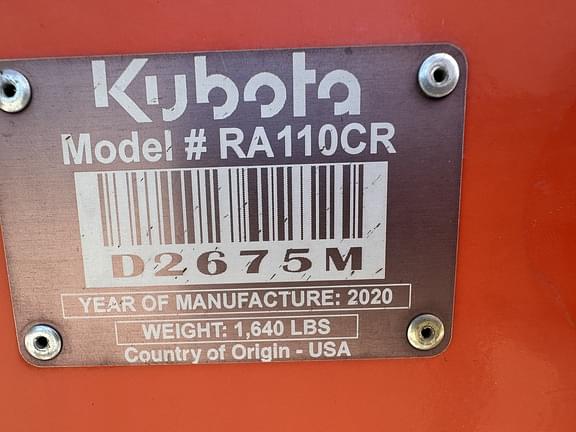 Kubota
Model # RA110CR
D2675M
YEAR OF MANUFACTURE: 2020
WEIGHT: 1,640 LBS
Country of Origin - USA